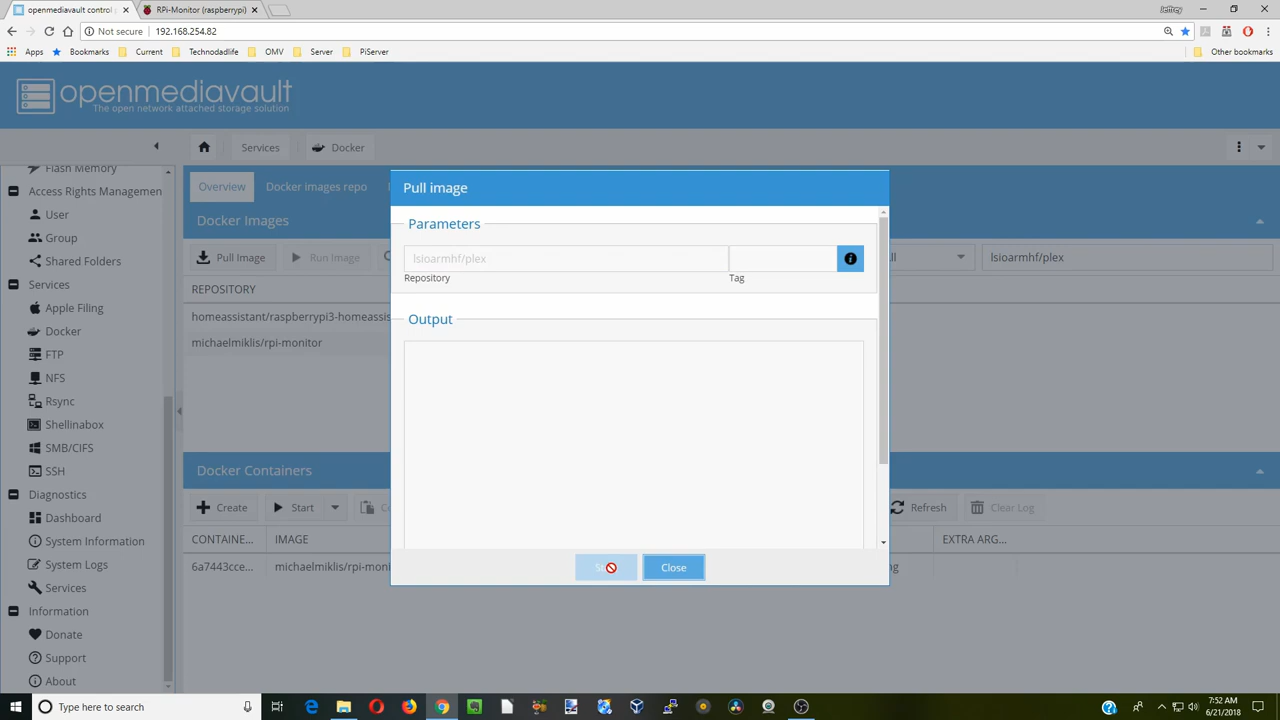 openmediavault control p
RPi-Monitor (raspberrypi)
Jeffrey
Not secure
192.168.254.82
Apps
Bookmarks
Current
Technodadlife
OMV
Server
PiServer
Other bookmarks
openmediavault
The open network attached storage solution
Services
Docker
Flash Memory
Access Rights Managemen
User
Group
Shared Folders
Services
Apple Filing
Docker
FTP
NFS
Rsync
Shellinabox
SMB/CIFS
SSH
Diagnostics
Dashboard
System Information
System Logs
Services
Information
Donate
Support
About
Overview
Docker images repo
Docker Images
Pull Image
Run Image
lsioarmhf/plex
REPOSITORY
homeassistant/raspberrypi3-homeassis
michaelmiklis/rpi-monitor
Pull image
Parameters
lsioarmhf/plex
Repository
Tag
Output
Close
Docker Containers
Create
Start
Refresh
Clear Log
CONTAINE...
IMAGE
EXTRA ARG...
6a7443cce...
michaelmiklis/rpi-moni
Type here to search
7:52 AM
6/21/2018